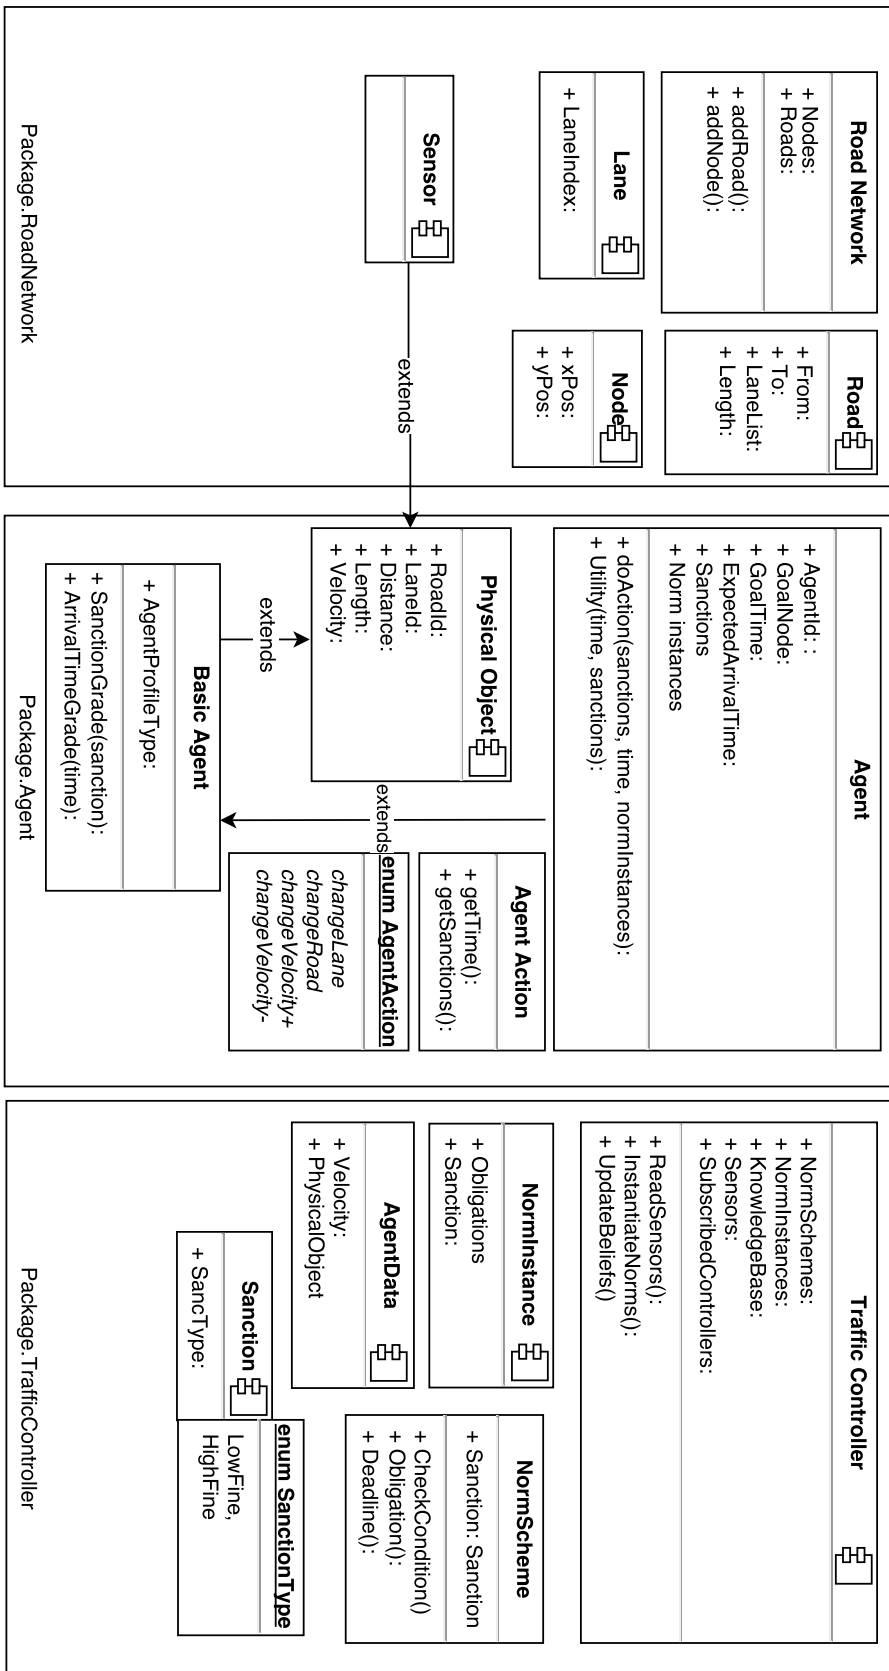 Road Network
+ Nodes:
+ Roads:
+ addRoad():
+ addNode():
Road
+ From:
+ To:
+ LaneList:
+ Length:
Lane
+ LaneIndex:
Node
+ xPos:
+ yPos:
Sensor
extends
Package.RoadNetwork
Agent
+ AgentId: :
+ GoalNode:
+ GoalTime:
+ ExpectedArrivalTime:
+ Sanctions
+ Norm instances
+ doAction(sanctions, time, normInstances):
+ Utility(time, sanctions):
Physical Object
+ RoadId:
+ LaneId:
+ Distance:
+ Length:
+ Velocity:
Agent Action
+ getTime():
+ getSanctions():
extends
enum AgentAction
changeLane
changeRoad
changeVelocity+
changeVelocity-
extends
Basic Agent
+ AgentProfileType:
+ SanctionGrade(sanction):
+ ArrivalTimeGrade(time):
Package.Agent
Traffic Controller
+ NormSchemes:
+ NormInstances:
+ KnowledgeBase:
+ Sensors:
+ SubscribedControllers:
+ ReadSensors():
+ InstantiateNorms():
+ UpdateBeliefs()
NormInstance
+ Obligations
+ Sanction:
NormScheme
+ Sanction: Sanction
+ CheckCondition()
+ Obligation():
+ Deadline():
AgentData
+ Velocity:
+ PhysicalObject
Sanction
+ SancType:
enum SanctionType
LowFine,
HighFine
Package.TrafficController